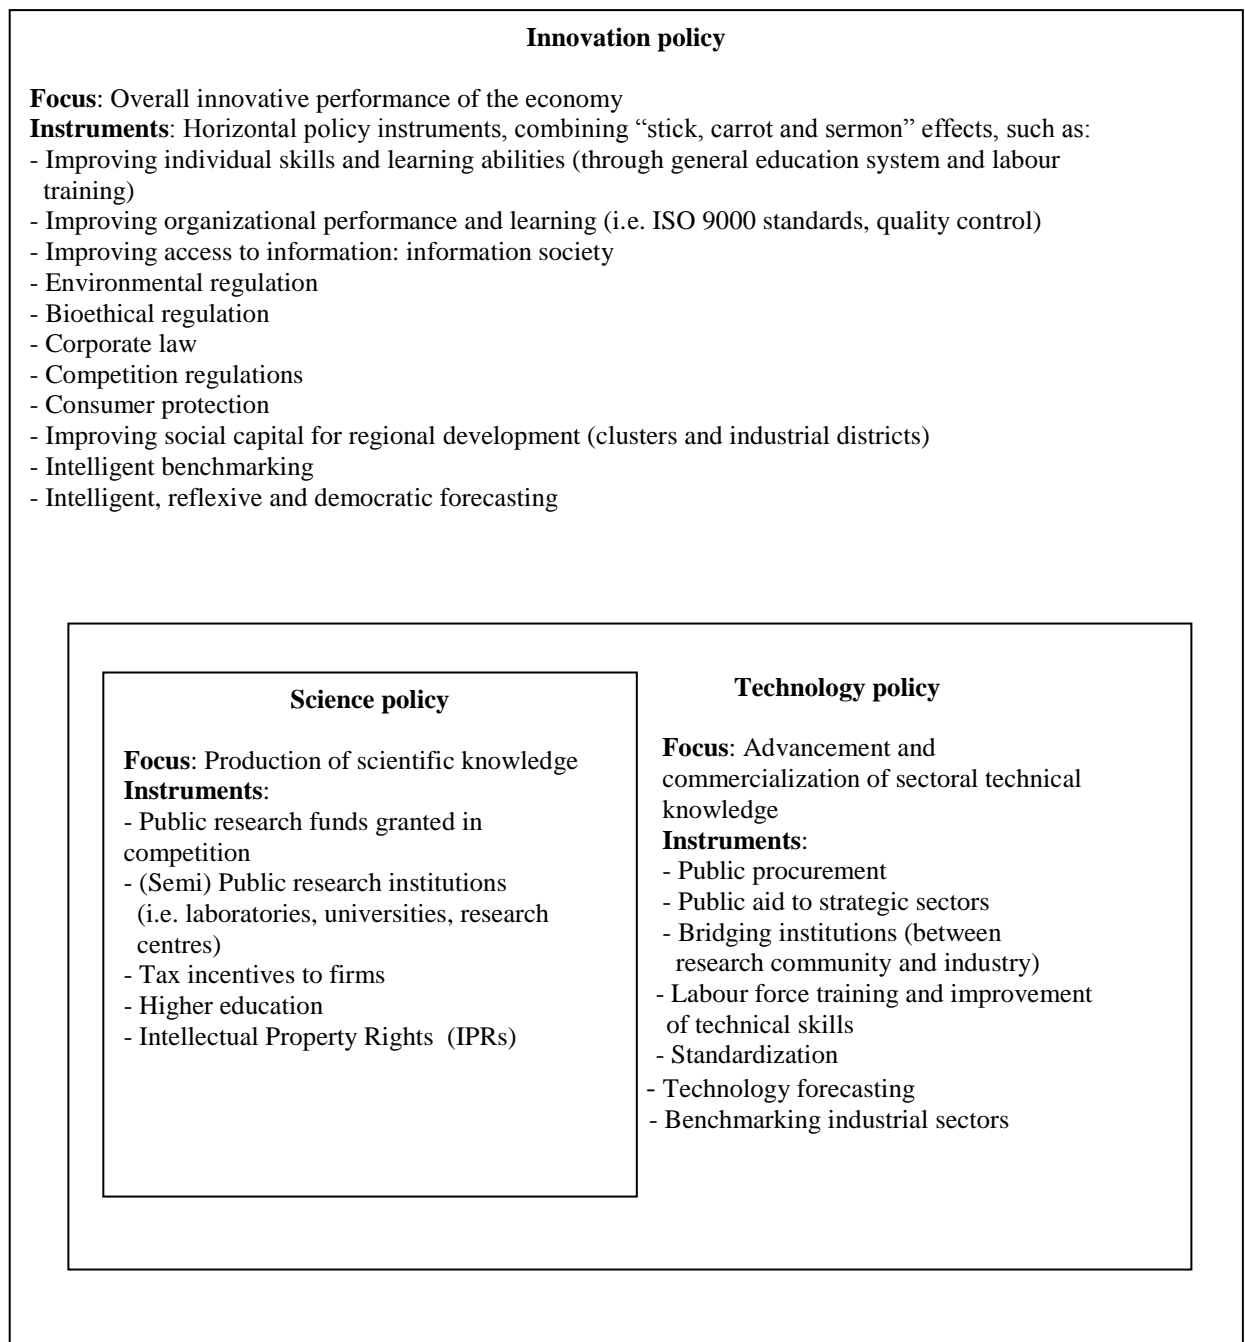 Innovation policy
Focus: Overall innovative performance of the economy
Instruments: Horizontal policy instruments, combining “stick, carrot and sermon” effects, such as:
- Improving individual skills and learning abilities (through general education system and labour
training)
- Improving organizational performance and learning (i.e. ISO 9000 standards, quality control)
- Improving access to information: information society
- Environmental regulation
- Bioethical regulation
- Corporate law
- Competition regulations
- Consumer protection
- Improving social capital for regional development (clusters and industrial districts)
- Intelligent benchmarking
- Intelligent, reflexive and democratic forecasting
Science policy
Focus: Production of scientific knowledge
Instruments:
- Public research funds granted in
competition
- (Semi) Public research institutions
(i.e. laboratories, universities, research
centres)
- Tax incentives to firms
- Higher education
- Intellectual Property Rights (IPRs)
Technology policy
Focus: Advancement and
commercialization of sectoral technical
knowledge
Instruments:
- Public procurement
- Public aid to strategic sectors
- Bridging institutions (between
research community and industry)
- Labour force training and improvement
of technical skills
- Standardization
- Technology forecasting
- Benchmarking industrial sectors